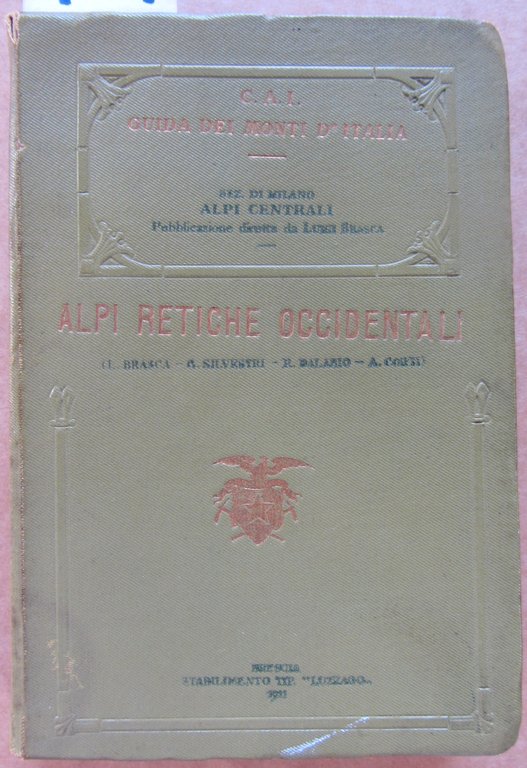 C. A. I.
GUIDA DEI MONTI D'ITALIA
SEZ. DI MILANO
ALPI CENTRALI
Pubblicazione diretta da LUIGI BRASCA
ALPI RETICHE OCCIDENTALI
(L. BRASCA - G. SILVESTRI - R. BALABIO - A. CORTI)
BRESCIA
STABILIMENTO TIP. "LUZZAGO„
1911